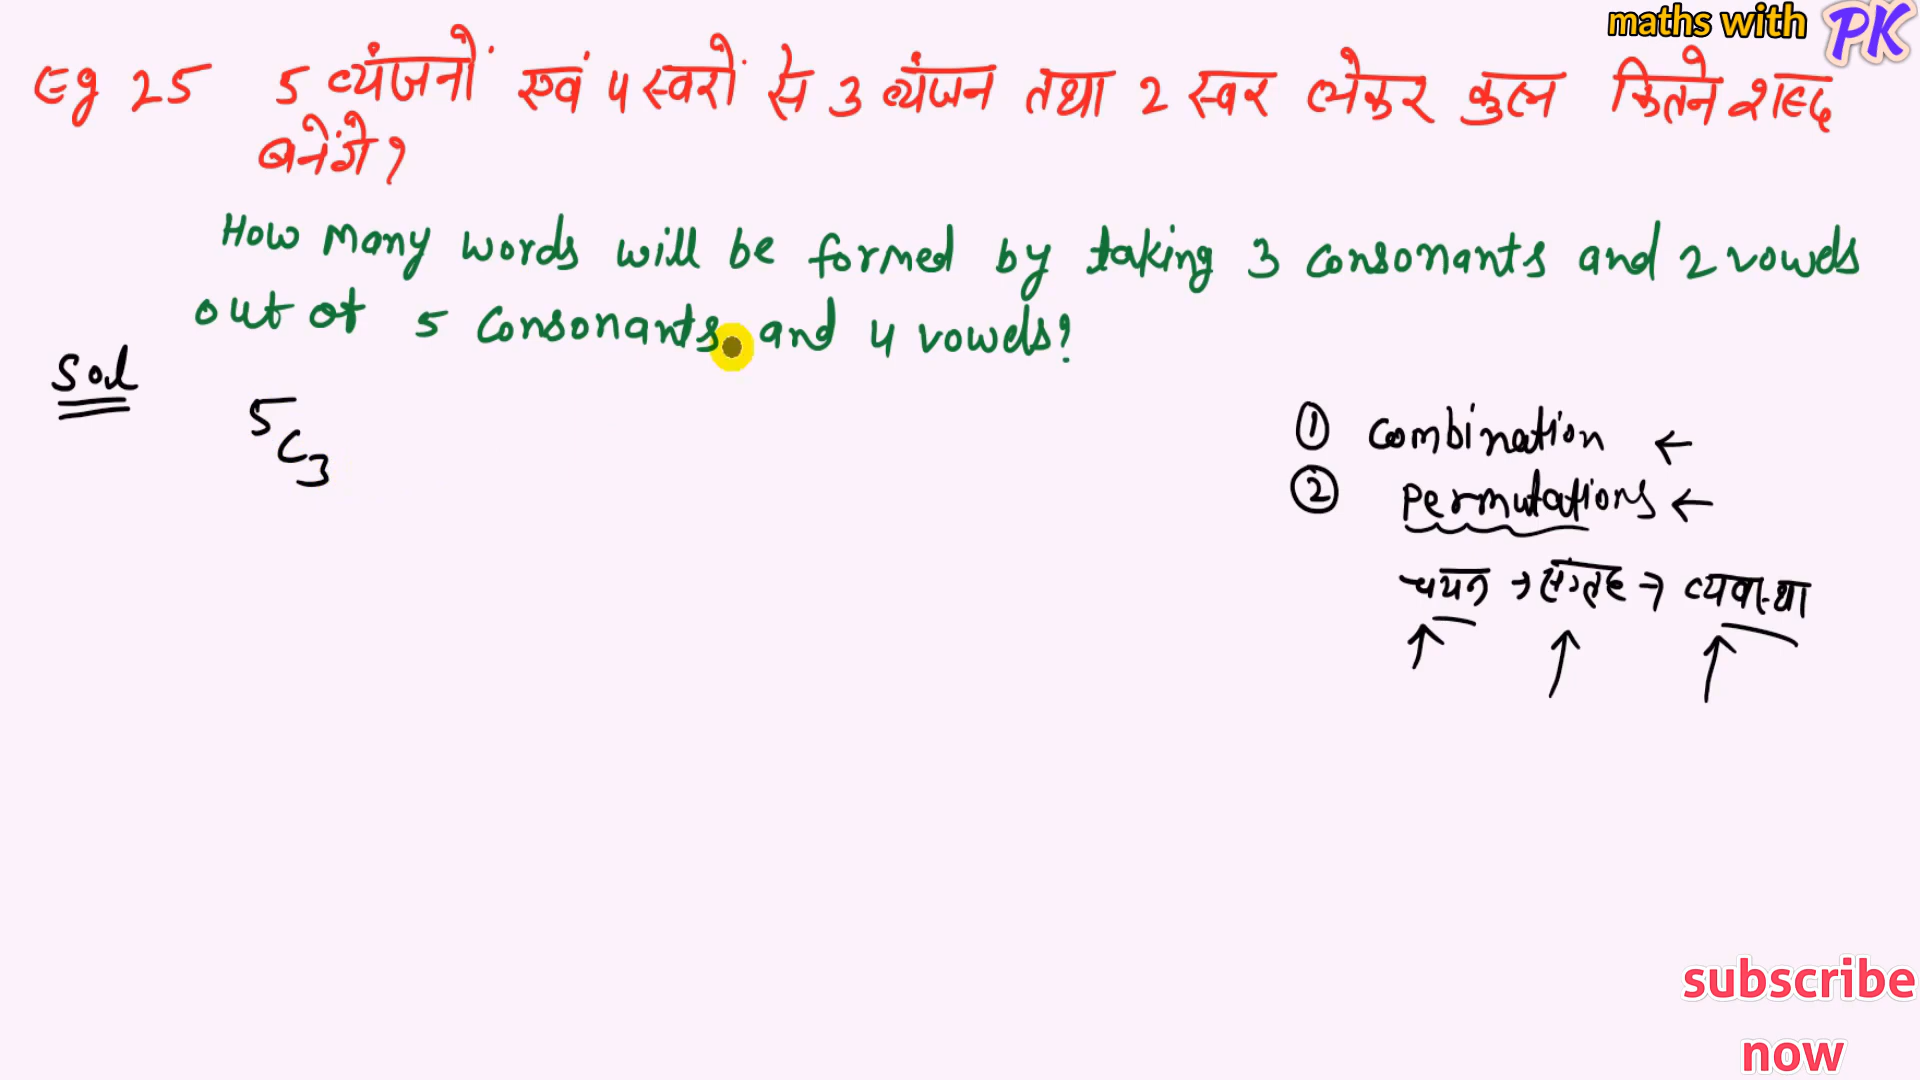 maths with PK
Eg 25 5 व्यंजनों एवं 4 स्वरों से 3 व्यंजन तथा 2 स्वर लेकर कुल कितने शब्द
बनेंगे?
How many words will be formed by taking 3 consonants and 2 vowels
out of 5 consonants and 4 vowels?
Sol
5C3
① Combination ←
② Permutations ←
चयन → समूह → व्यवस्था
subscribe
now